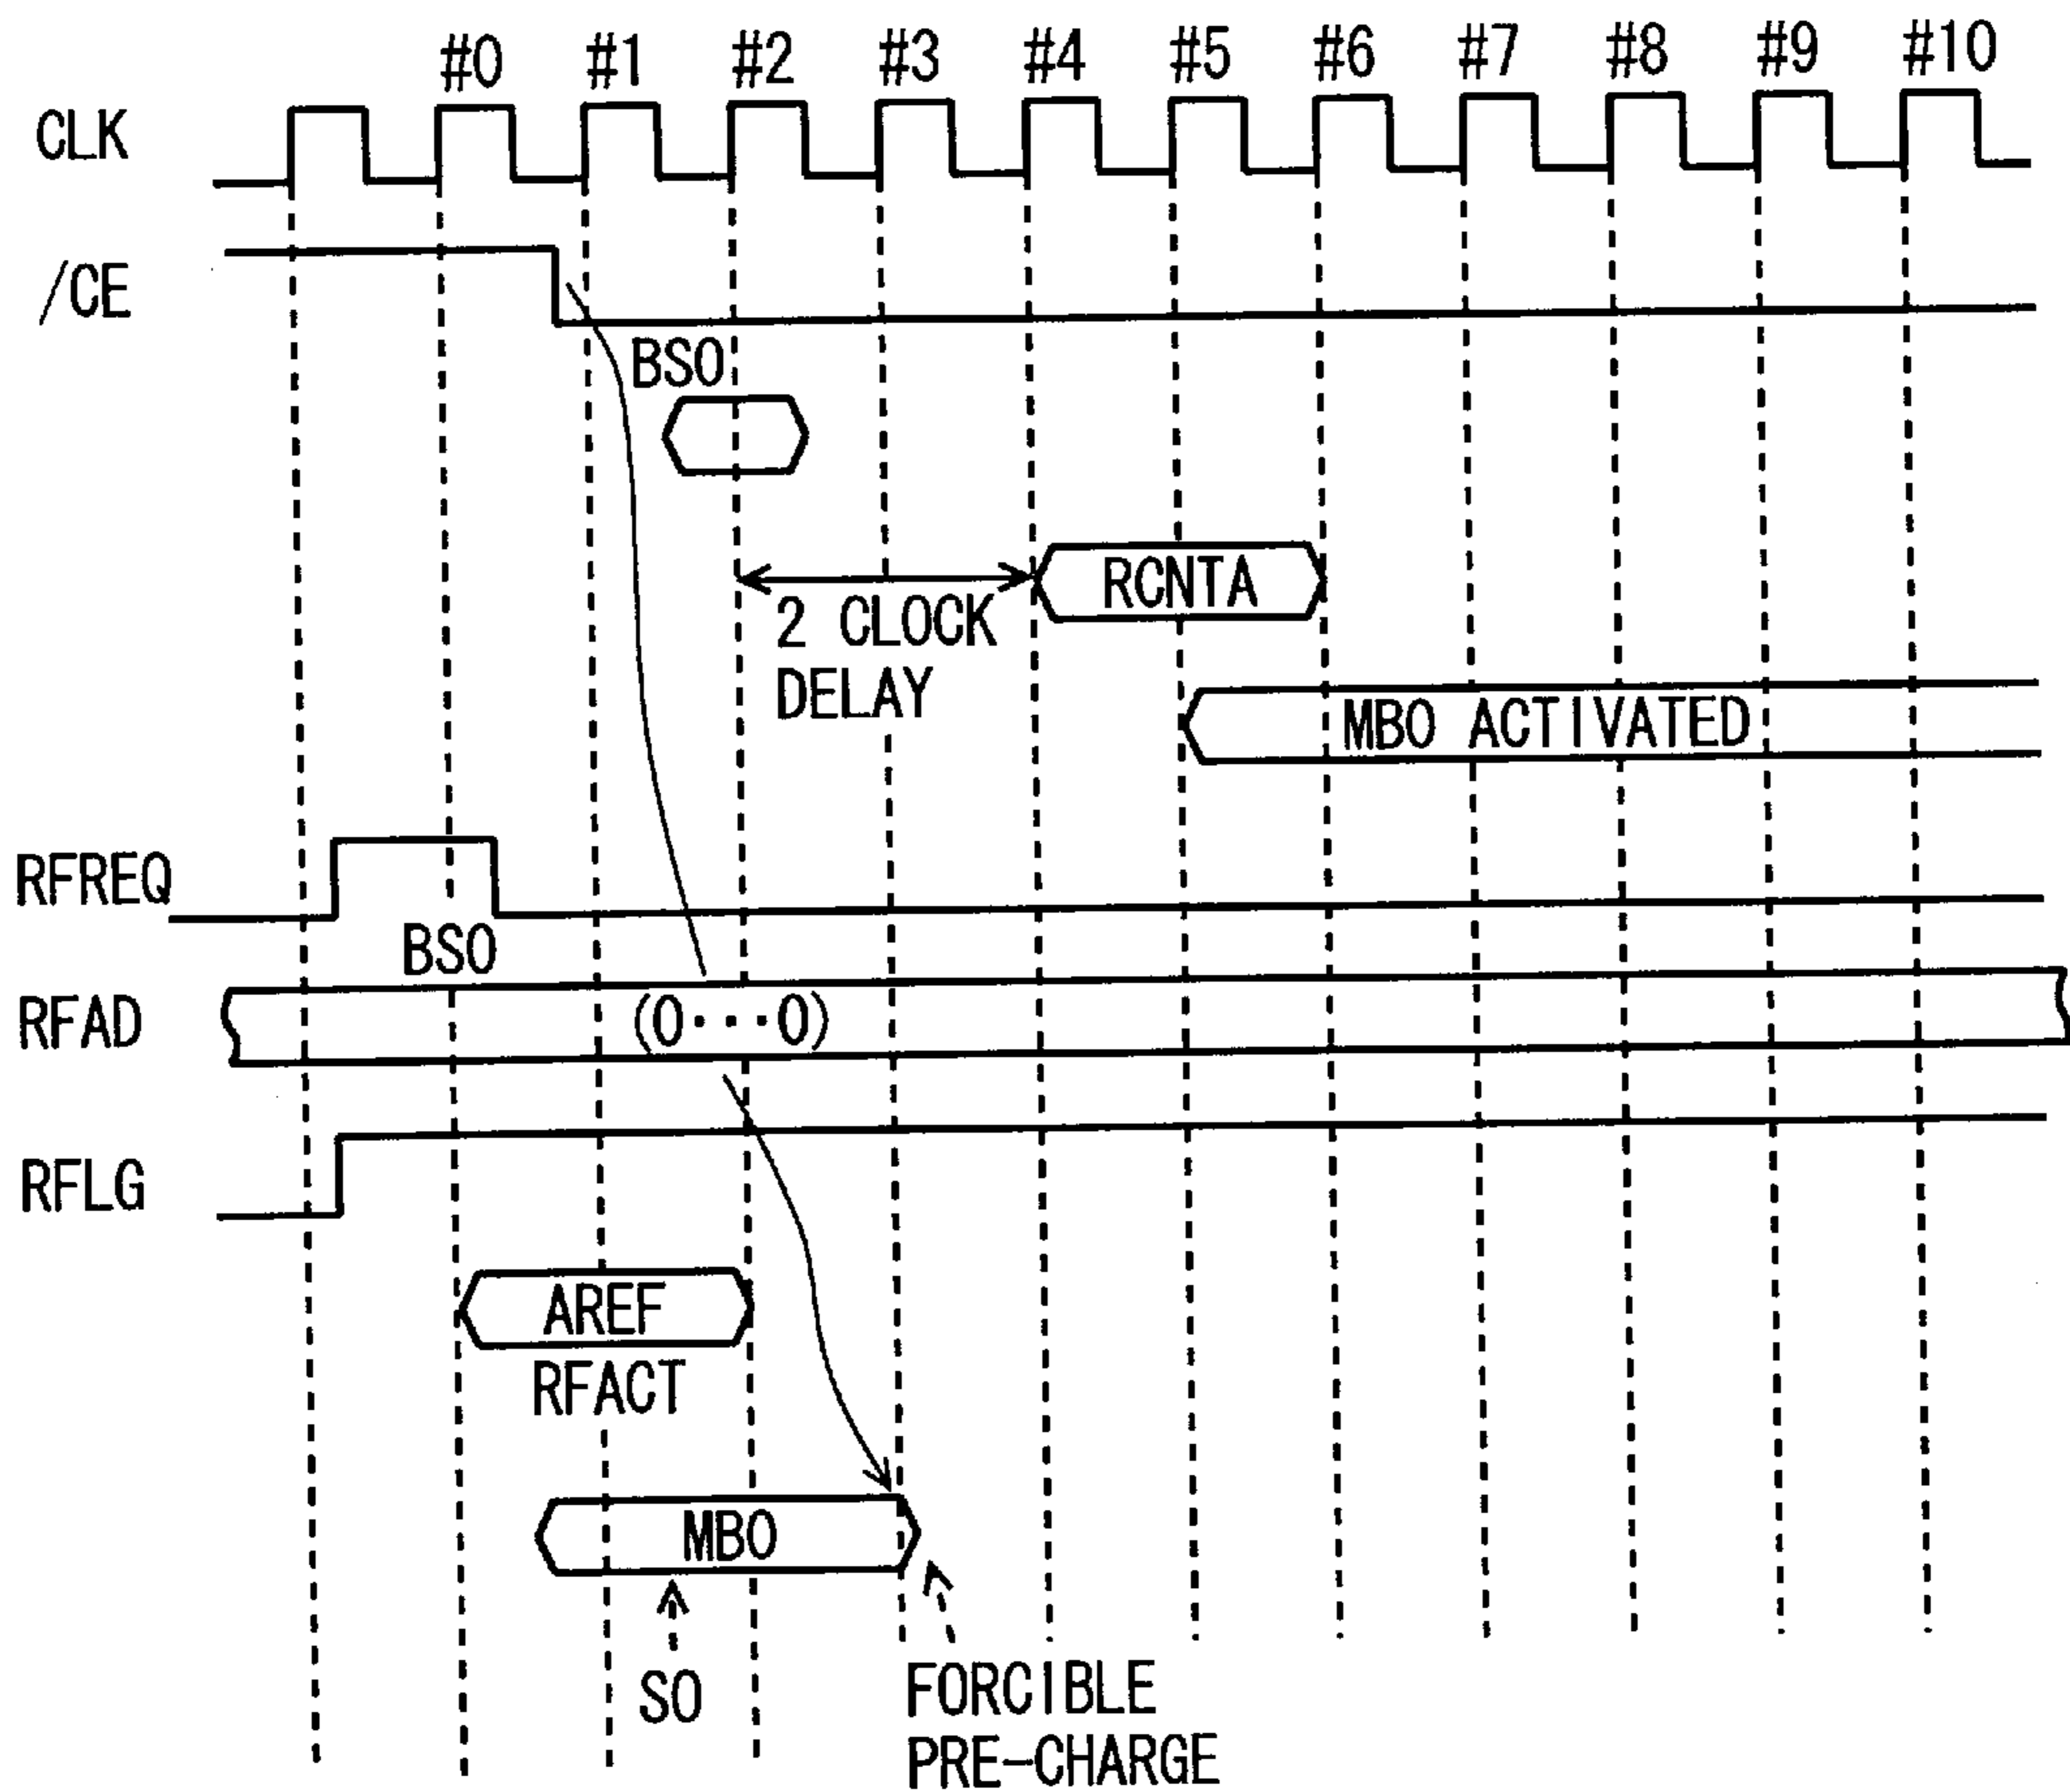 #0 #1 #2 #3 #4 #5 #6 #7 #8 #9 #10
CLK
/CE
BS0
RCNTA
2 CLOCK
DELAY
MB0 ACTIVATED
RFREQ
BS0
RFAD
(0···0)
RFLG
AREF
RFACT
MB0
S0
FORCIBLE
PRE-CHARGE